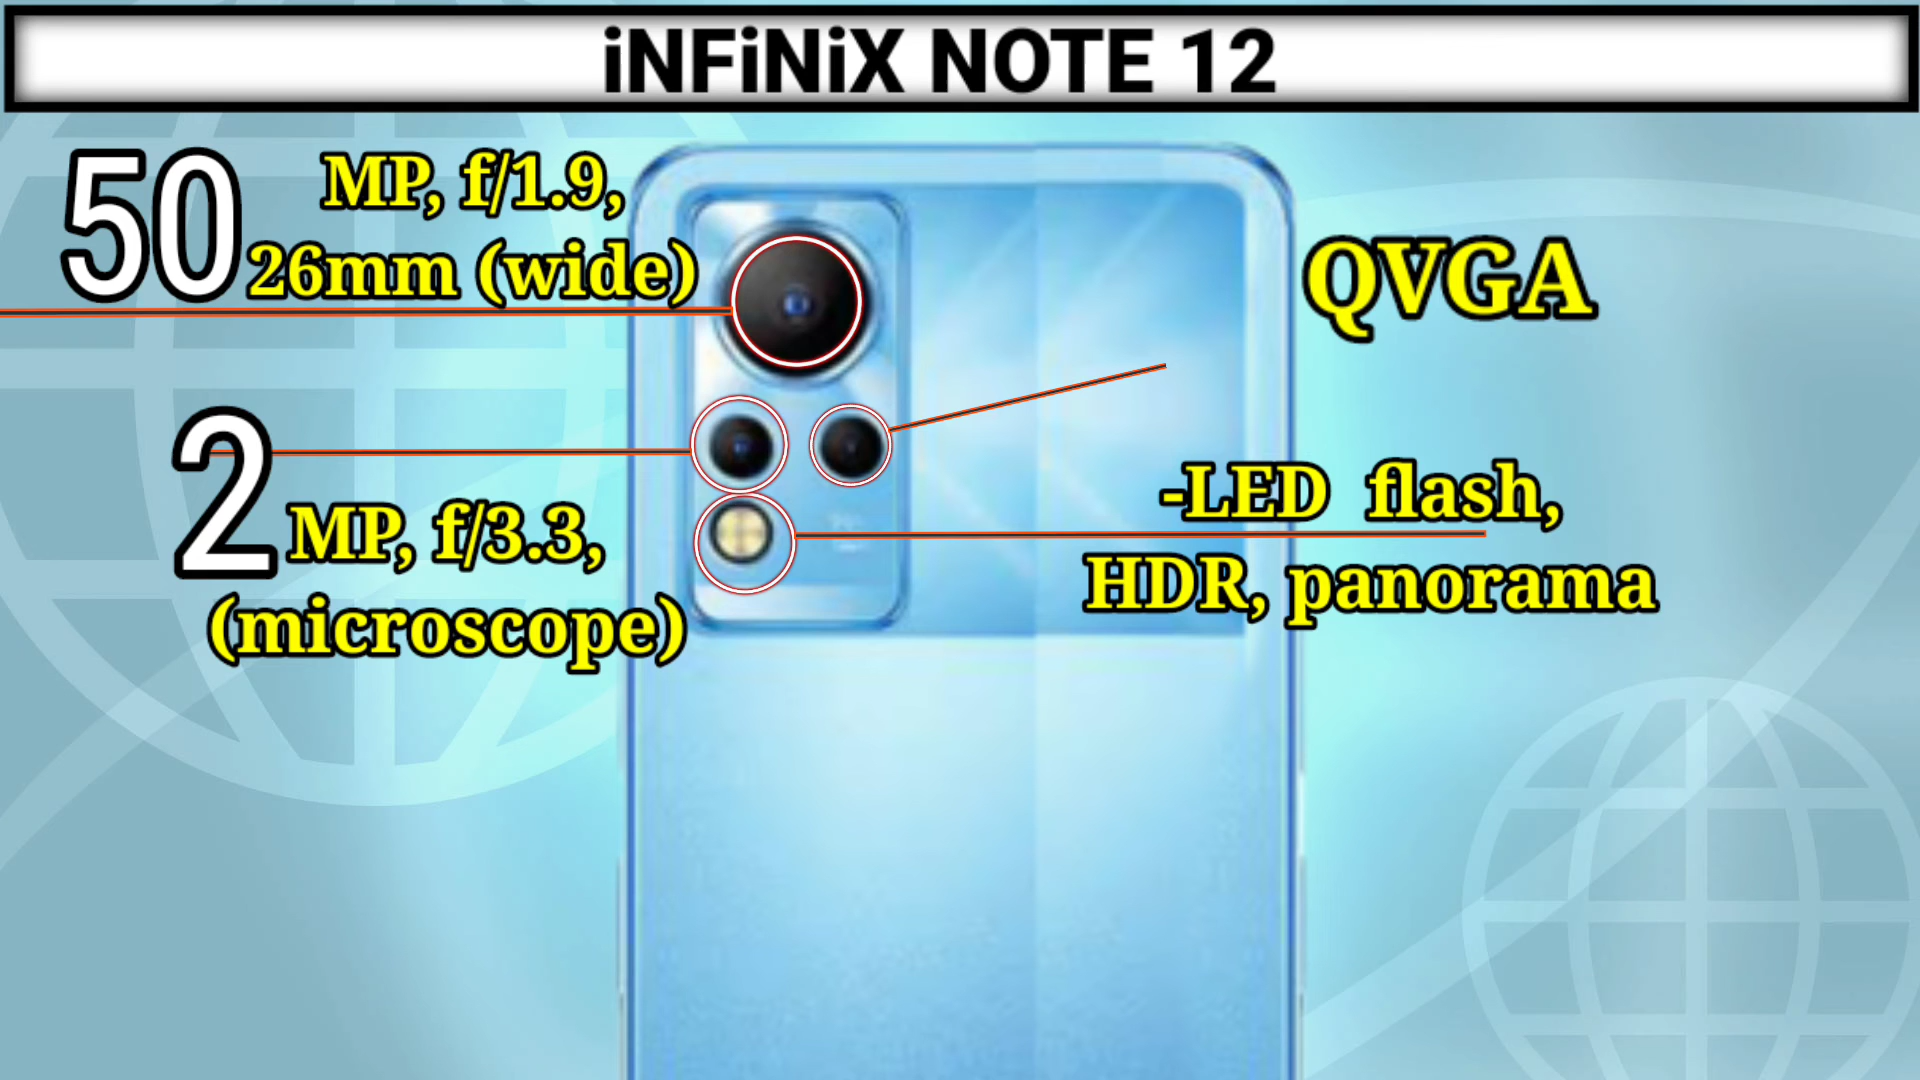 iNFiNiX NOTE 12
50 MP, f/1.9,
26mm (wide)
QVGA
2 MP, f/3.3,
(microscope)
-LED flash,
HDR, panorama